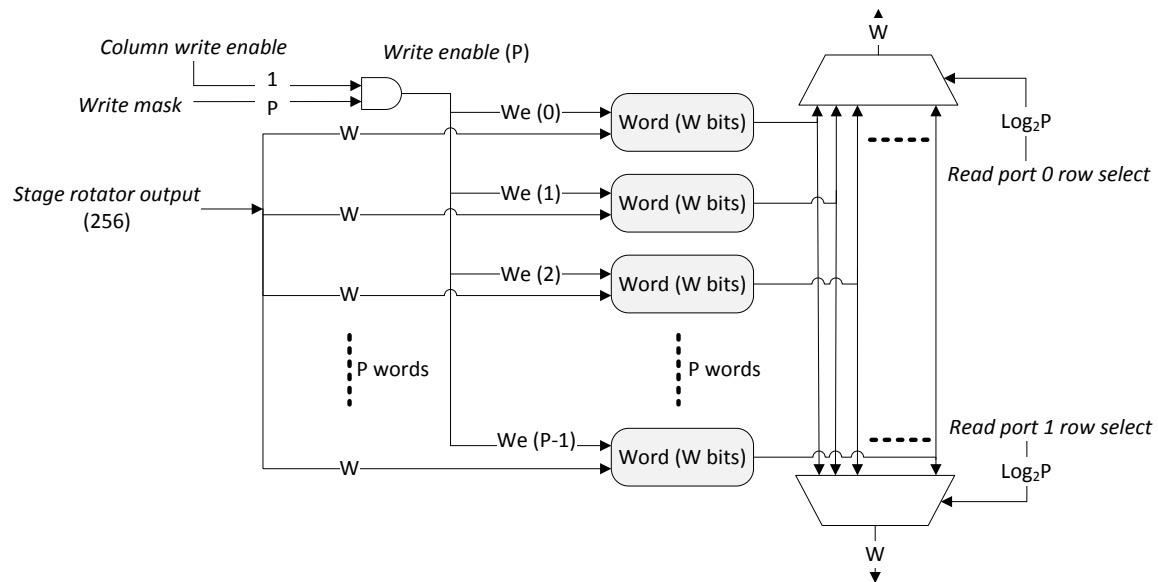 W
Column write enable
Write enable (P)
1
Write mask
P
We (0)
Word (W bits)
W
Log₂P
Read port 0 row select
Stage rotator output
(256)
We (1)
Word (W bits)
W
We (2)
Word (W bits)
W
P words
P words
Read port 1 row select
We (P-1)
Word (W bits)
W
Log₂P
W